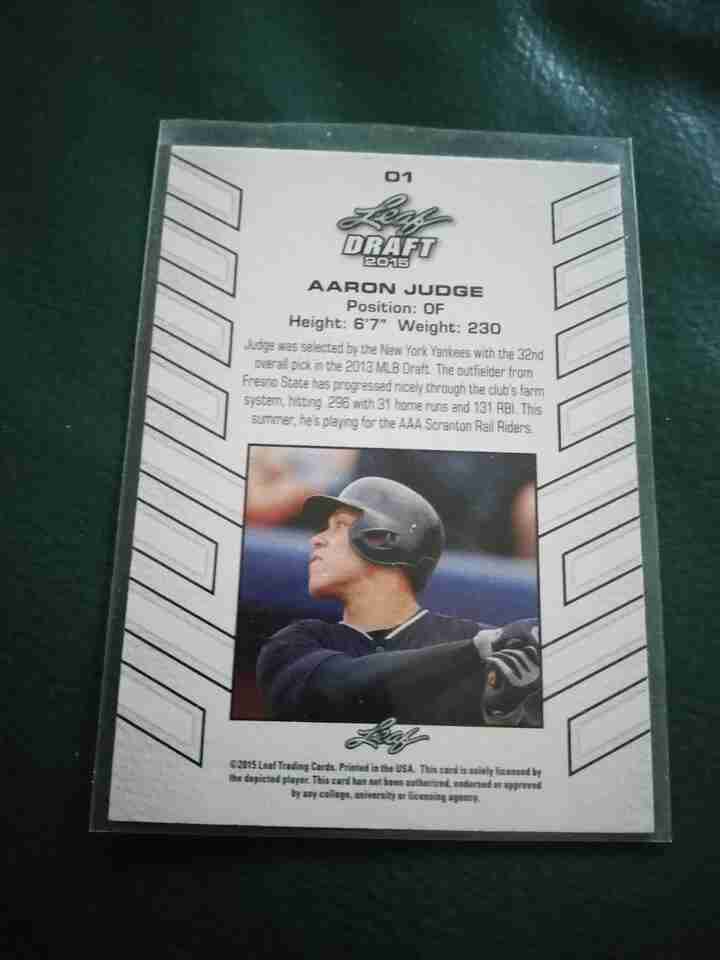 01
Leaf
DRAFT
2015
AARON JUDGE
Position: OF
Height: 6'7" Weight: 230
Judge was selected by the New York Yankees with the 32nd
overall pick in the 2013 MLB Draft. The outfielder from
Fresno State has progressed nicely through the club's farm
system, hitting .296 with 31 home runs and 131 RBI. This
summer, he's playing for the AAA Scranton Rail Riders.
Leaf
©2015 Leaf Trading Cards. Printed in the USA. This card is solely licensed by
the depicted player. This card has not been authorized, endorsed or approved
by any college, university or licensing agency.